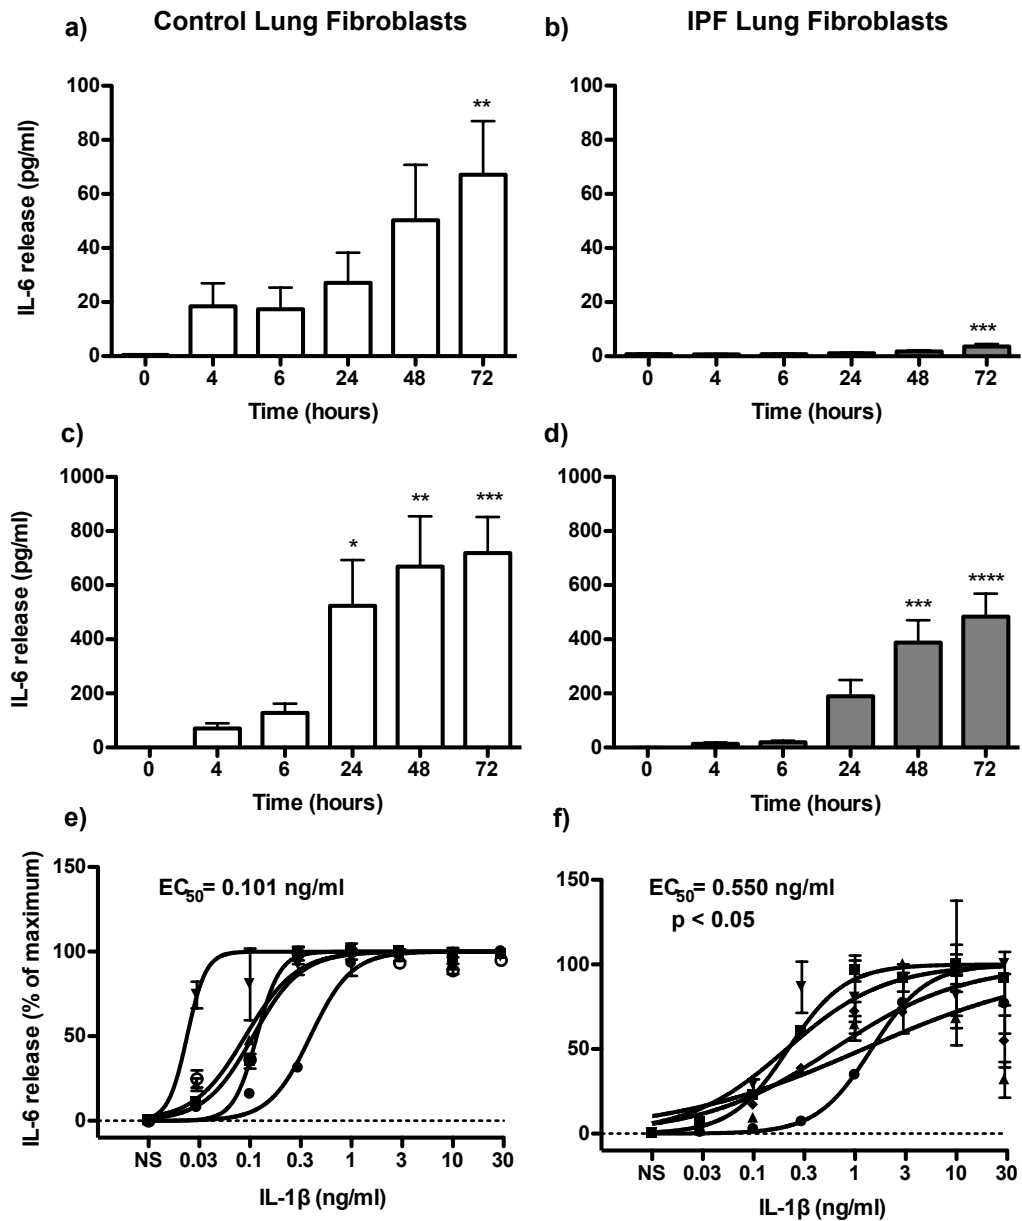 a) Control Lung Fibroblasts
b) IPF Lung Fibroblasts
IL-6 release (pg/ml)
100
80
60
40
20
0
**
0 4 6 24 48 72
Time (hours)
100
80
60
40
20
0
***
0 4 6 24 48 72
Time (hours)
c)
IL-6 release (pg/ml)
1000
800
600
400
200
0
* ** ***
0 4 6 24 48 72
Time (hours)
d)
1000
800
600
400
200
0
*** ****
0 4 6 24 48 72
Time (hours)
e)
IL-6 release (% of maximum)
150
100
50
0
EC50= 0.101 ng/ml
NS 0.03 0.1 0.3 1 3 10 30
IL-1β (ng/ml)
f)
150
100
50
0
EC50= 0.550 ng/ml
p < 0.05
NS 0.03 0.1 0.3 1 3 10 30
IL-1β (ng/ml)